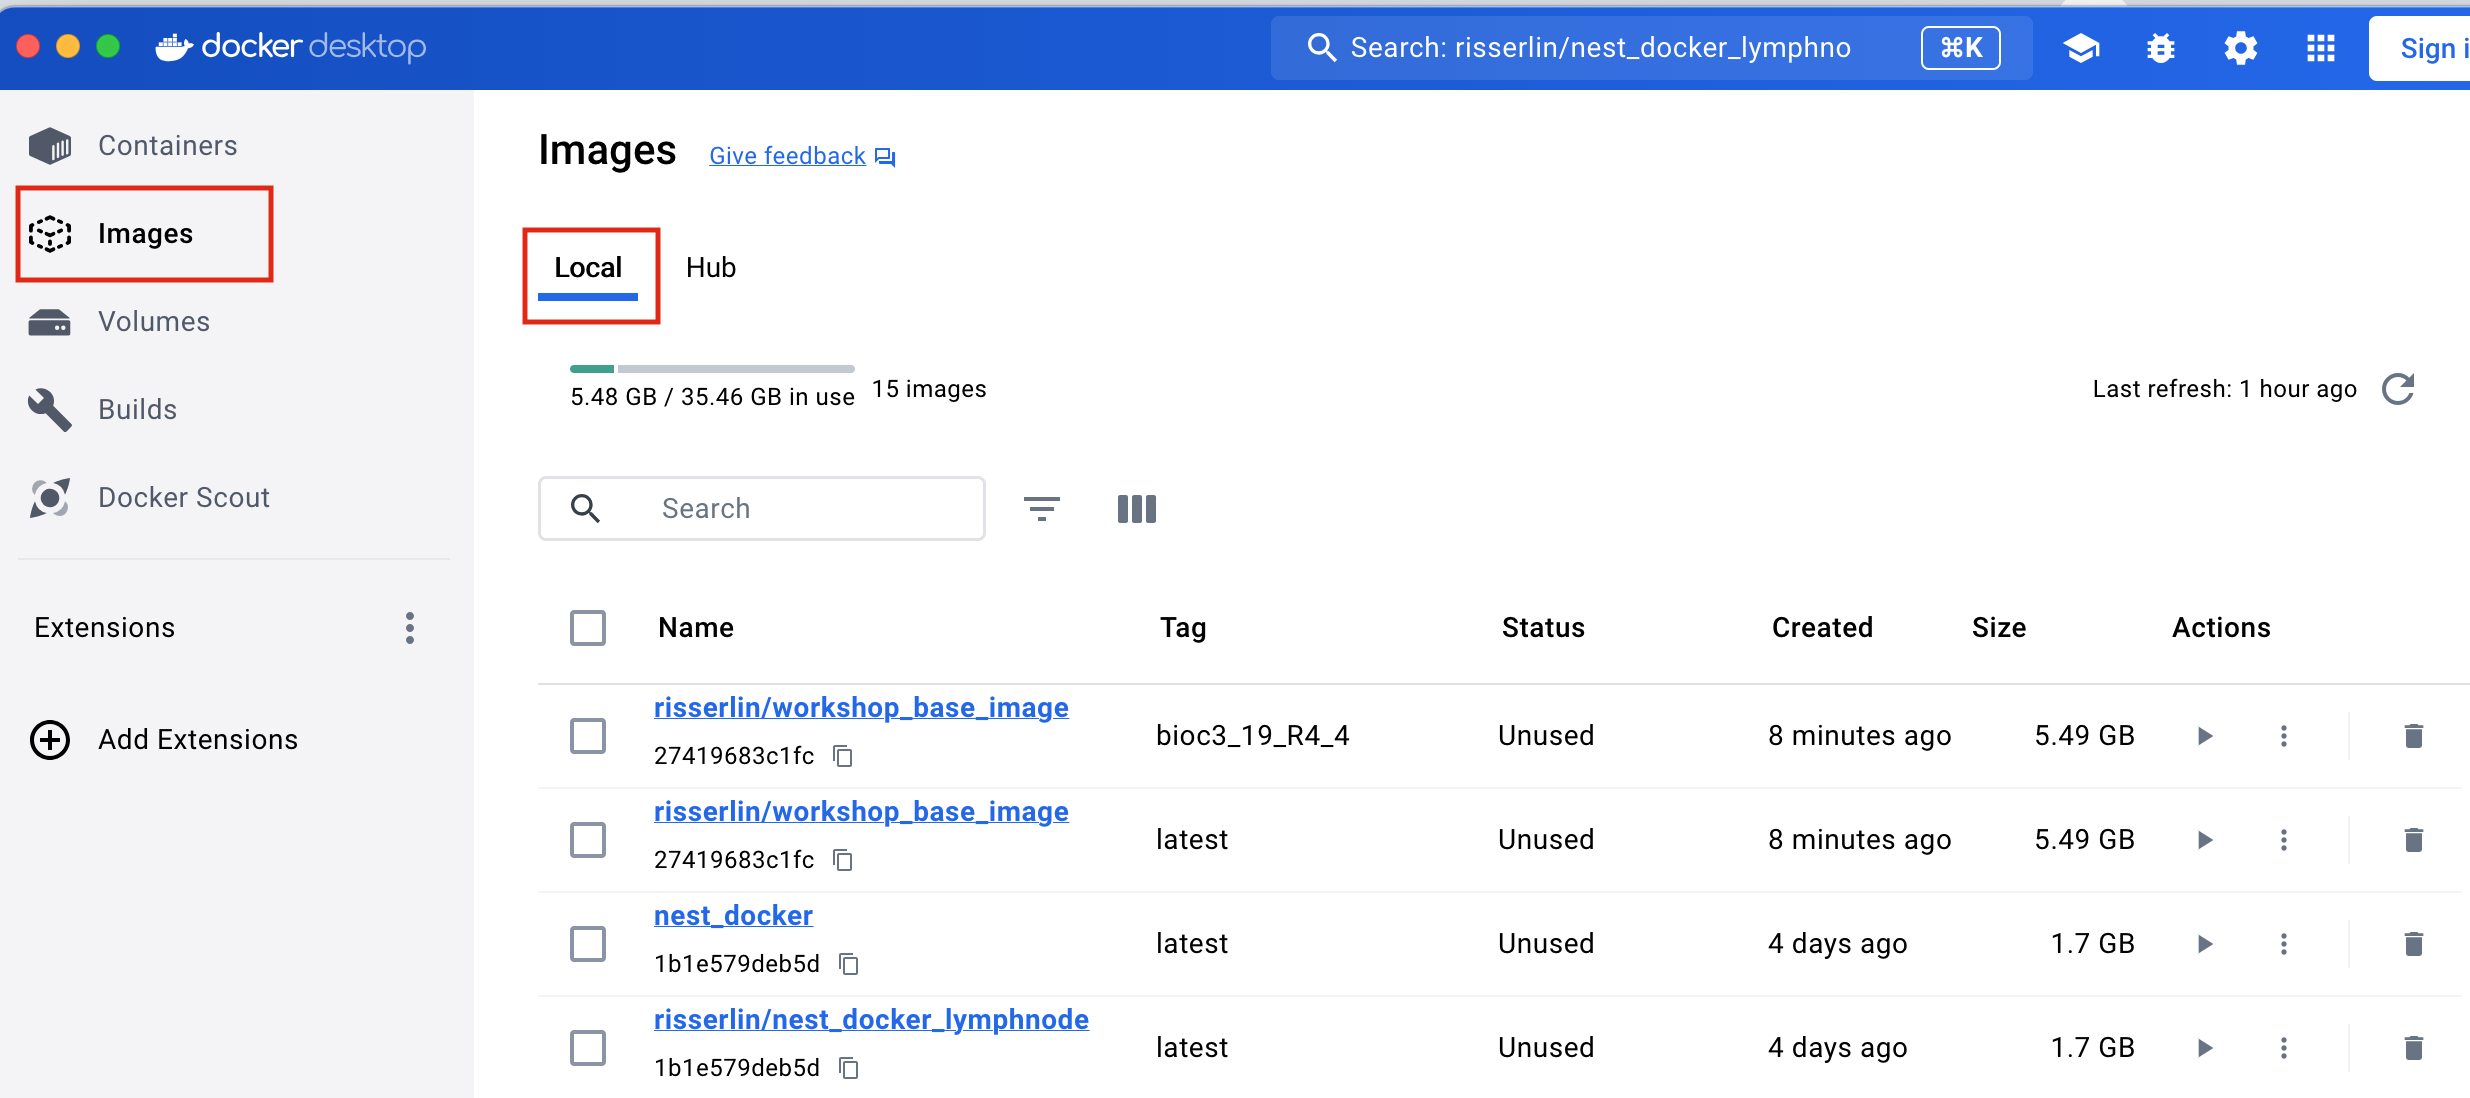 docker desktop
Search: risserlin/nest_docker_lymphno
⌘K
Sign i
Containers
Images
Volumes
Builds
Docker Scout
Extensions
Add Extensions
Images
Give feedback
Local
Hub
5.48 GB / 35.46 GB in use
15 images
Last refresh: 1 hour ago
Search
Name Tag Status Created Size Actions
risserlin/workshop_base_image
27419683c1fc
bioc3_19_R4_4 Unused 8 minutes ago 5.49 GB
risserlin/workshop_base_image
27419683c1fc
latest Unused 8 minutes ago 5.49 GB
nest_docker
1b1e579deb5d
latest Unused 4 days ago 1.7 GB
risserlin/nest_docker_lymphnode
1b1e579deb5d
latest Unused 4 days ago 1.7 GB